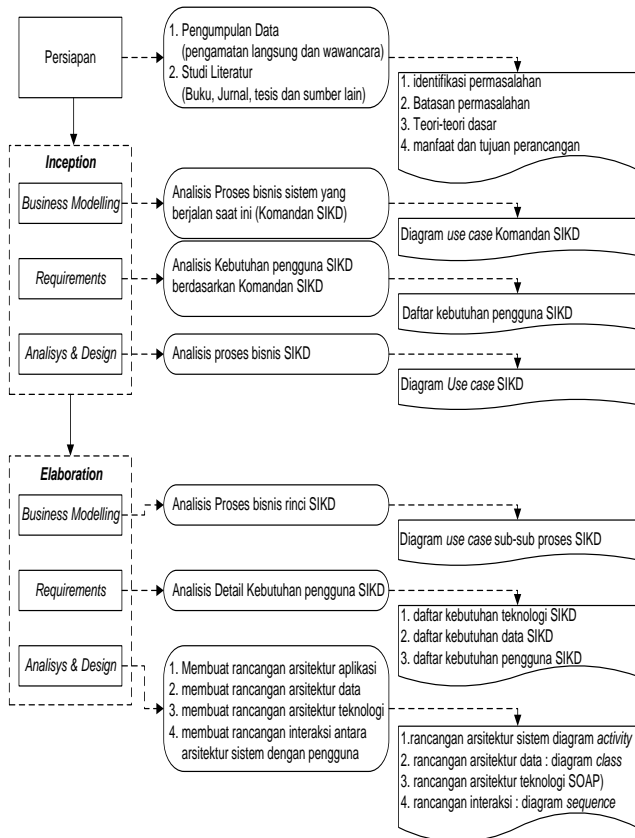 Persiapan
1. Pengumpulan Data
(pengamatan langsung dan wawancara)
2. Studi Literatur
(Buku, Jurnal, tesis dan sumber lain)
1. identifikasi permasalahan
2. Batasan permasalahan
3. Teori-teori dasar
4. manfaat dan tujuan perancangan
Inception
Business Modelling
Analisis Proses bisnis sistem yang
berjalan saat ini (Komandan SIKD)
Diagram use case Komandan SIKD
Requirements
Analisis Kebutuhan pengguna SIKD
berdasarkan Komandan SIKD
Daftar kebutuhan pengguna SIKD
Analisys & Design
Analisis proses bisnis SIKD
Diagram Use case SIKD
Elaboration
Business Modelling
Analisis Proses bisnis rinci SIKD
Diagram use case sub-sub proses SIKD
Requirements
Analisis Detail Kebutuhan pengguna SIKD
1. daftar kebutuhan teknologi SIKD
2. daftar kebutuhan data SIKD
3. daftar kebutuhan pengguna SIKD
Analisys & Design
1. Membuat rancangan arsitektur aplikasi
2. membuat rancangan arsitektur data
3. membuat rancangan arsitektur teknologi
4. membuat rancangan interaksi antara
arsitektur sistem dengan pengguna
1.rancangan arsitektur sistem diagram activity
2. rancangan arsitektur data : diagram class
3. rancangan arsitektur teknologi SOAP)
4. rancangan interaksi : diagram sequence